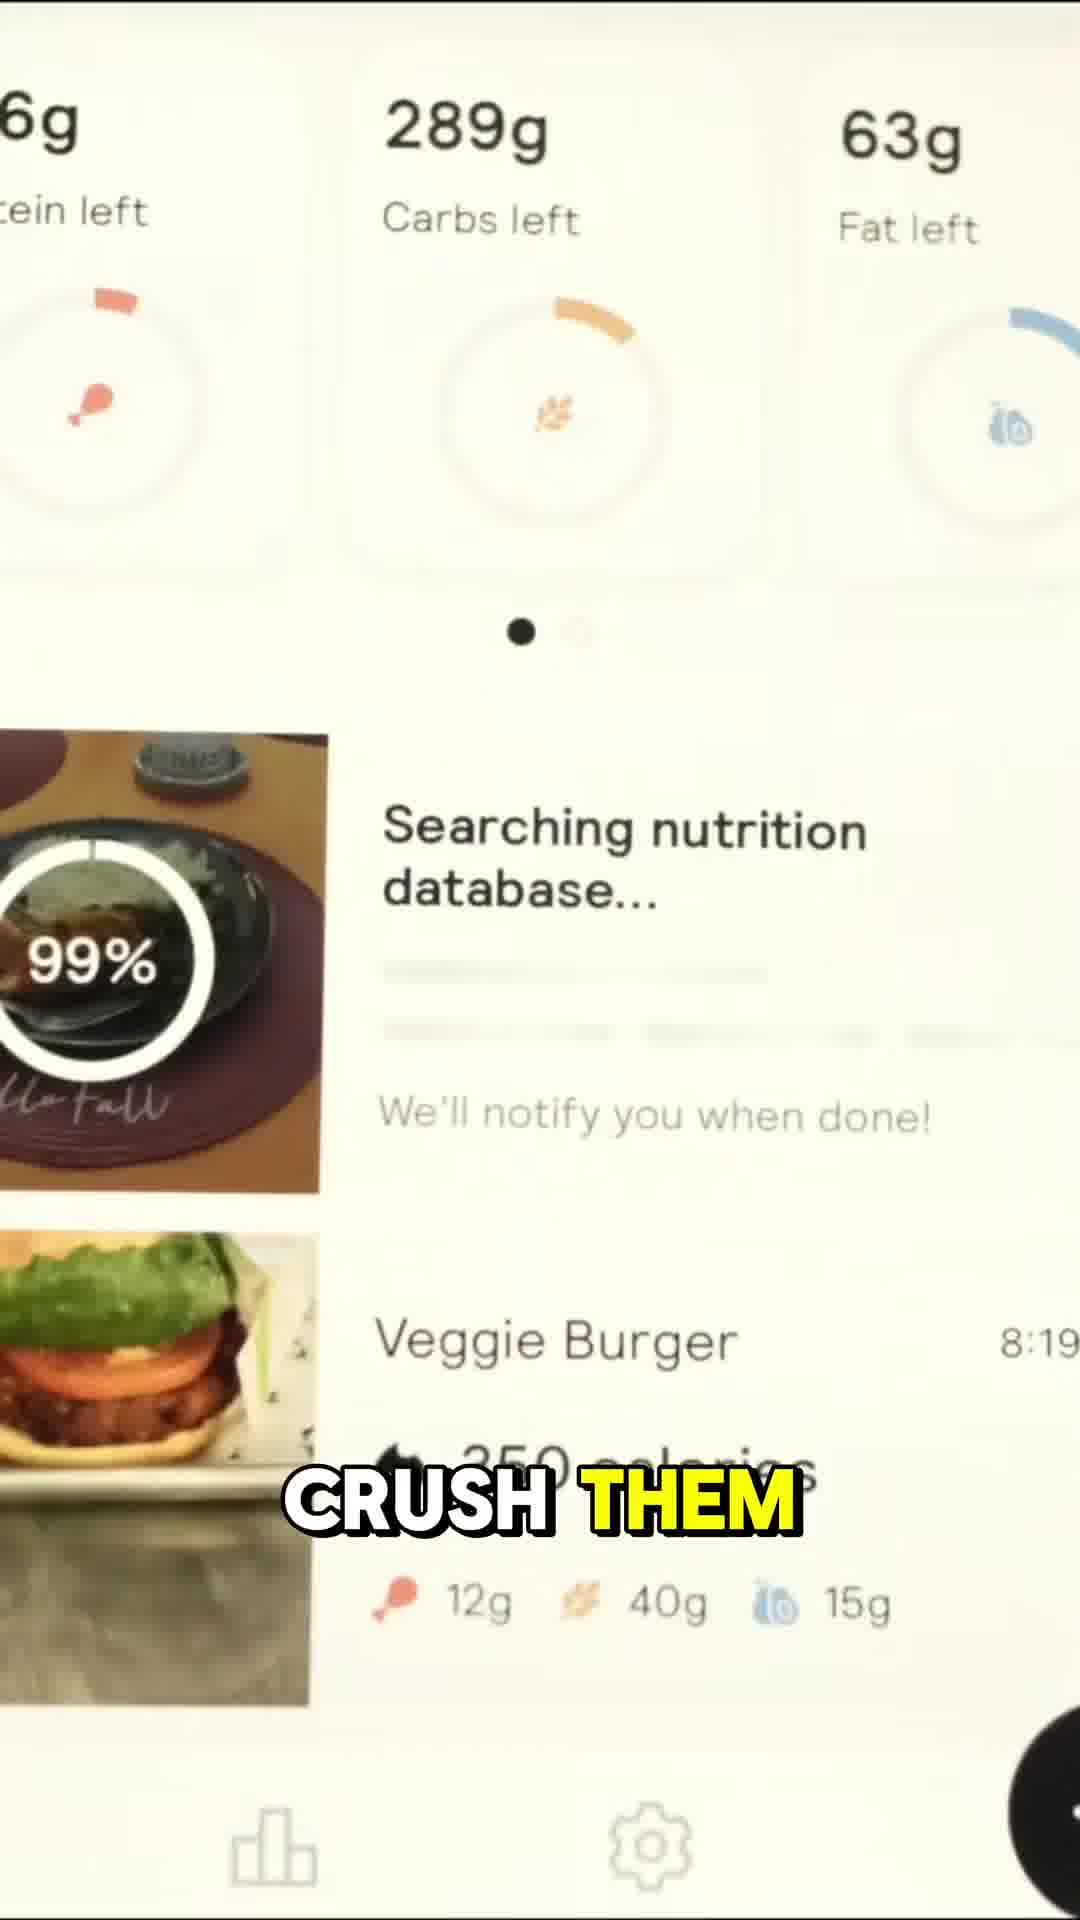 6g
289g
63g
tein left
Carbs left
Fat left
Searching nutrition
database...
99%
We'll notify you when done!
Veggie Burger
8:19
350 calories
CRUSH THEM
12g
40g
15g